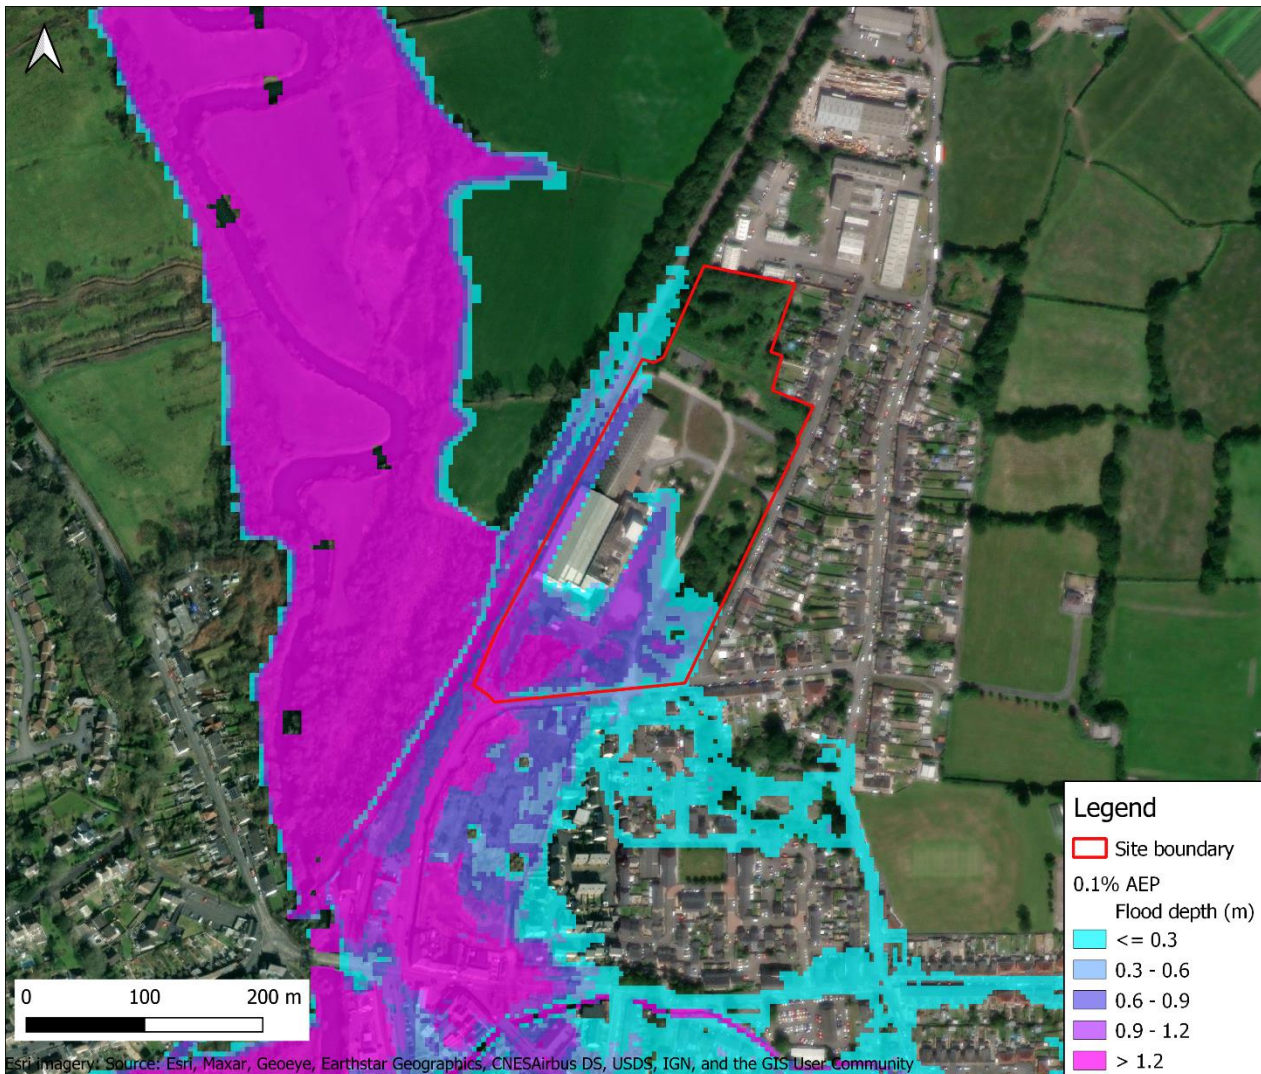 Legend
Site boundary
0.1% AEP
Flood depth (m)
<= 0.3
0.3 - 0.6
0.6 - 0.9
0.9 - 1.2
> 1.2
0 100 200 m
Esri Imagery: Source: Esri, Maxar, Geoeye, Earthstar Geographics, CNESAirbus DS, USDS, IGN, and the GIS User Community